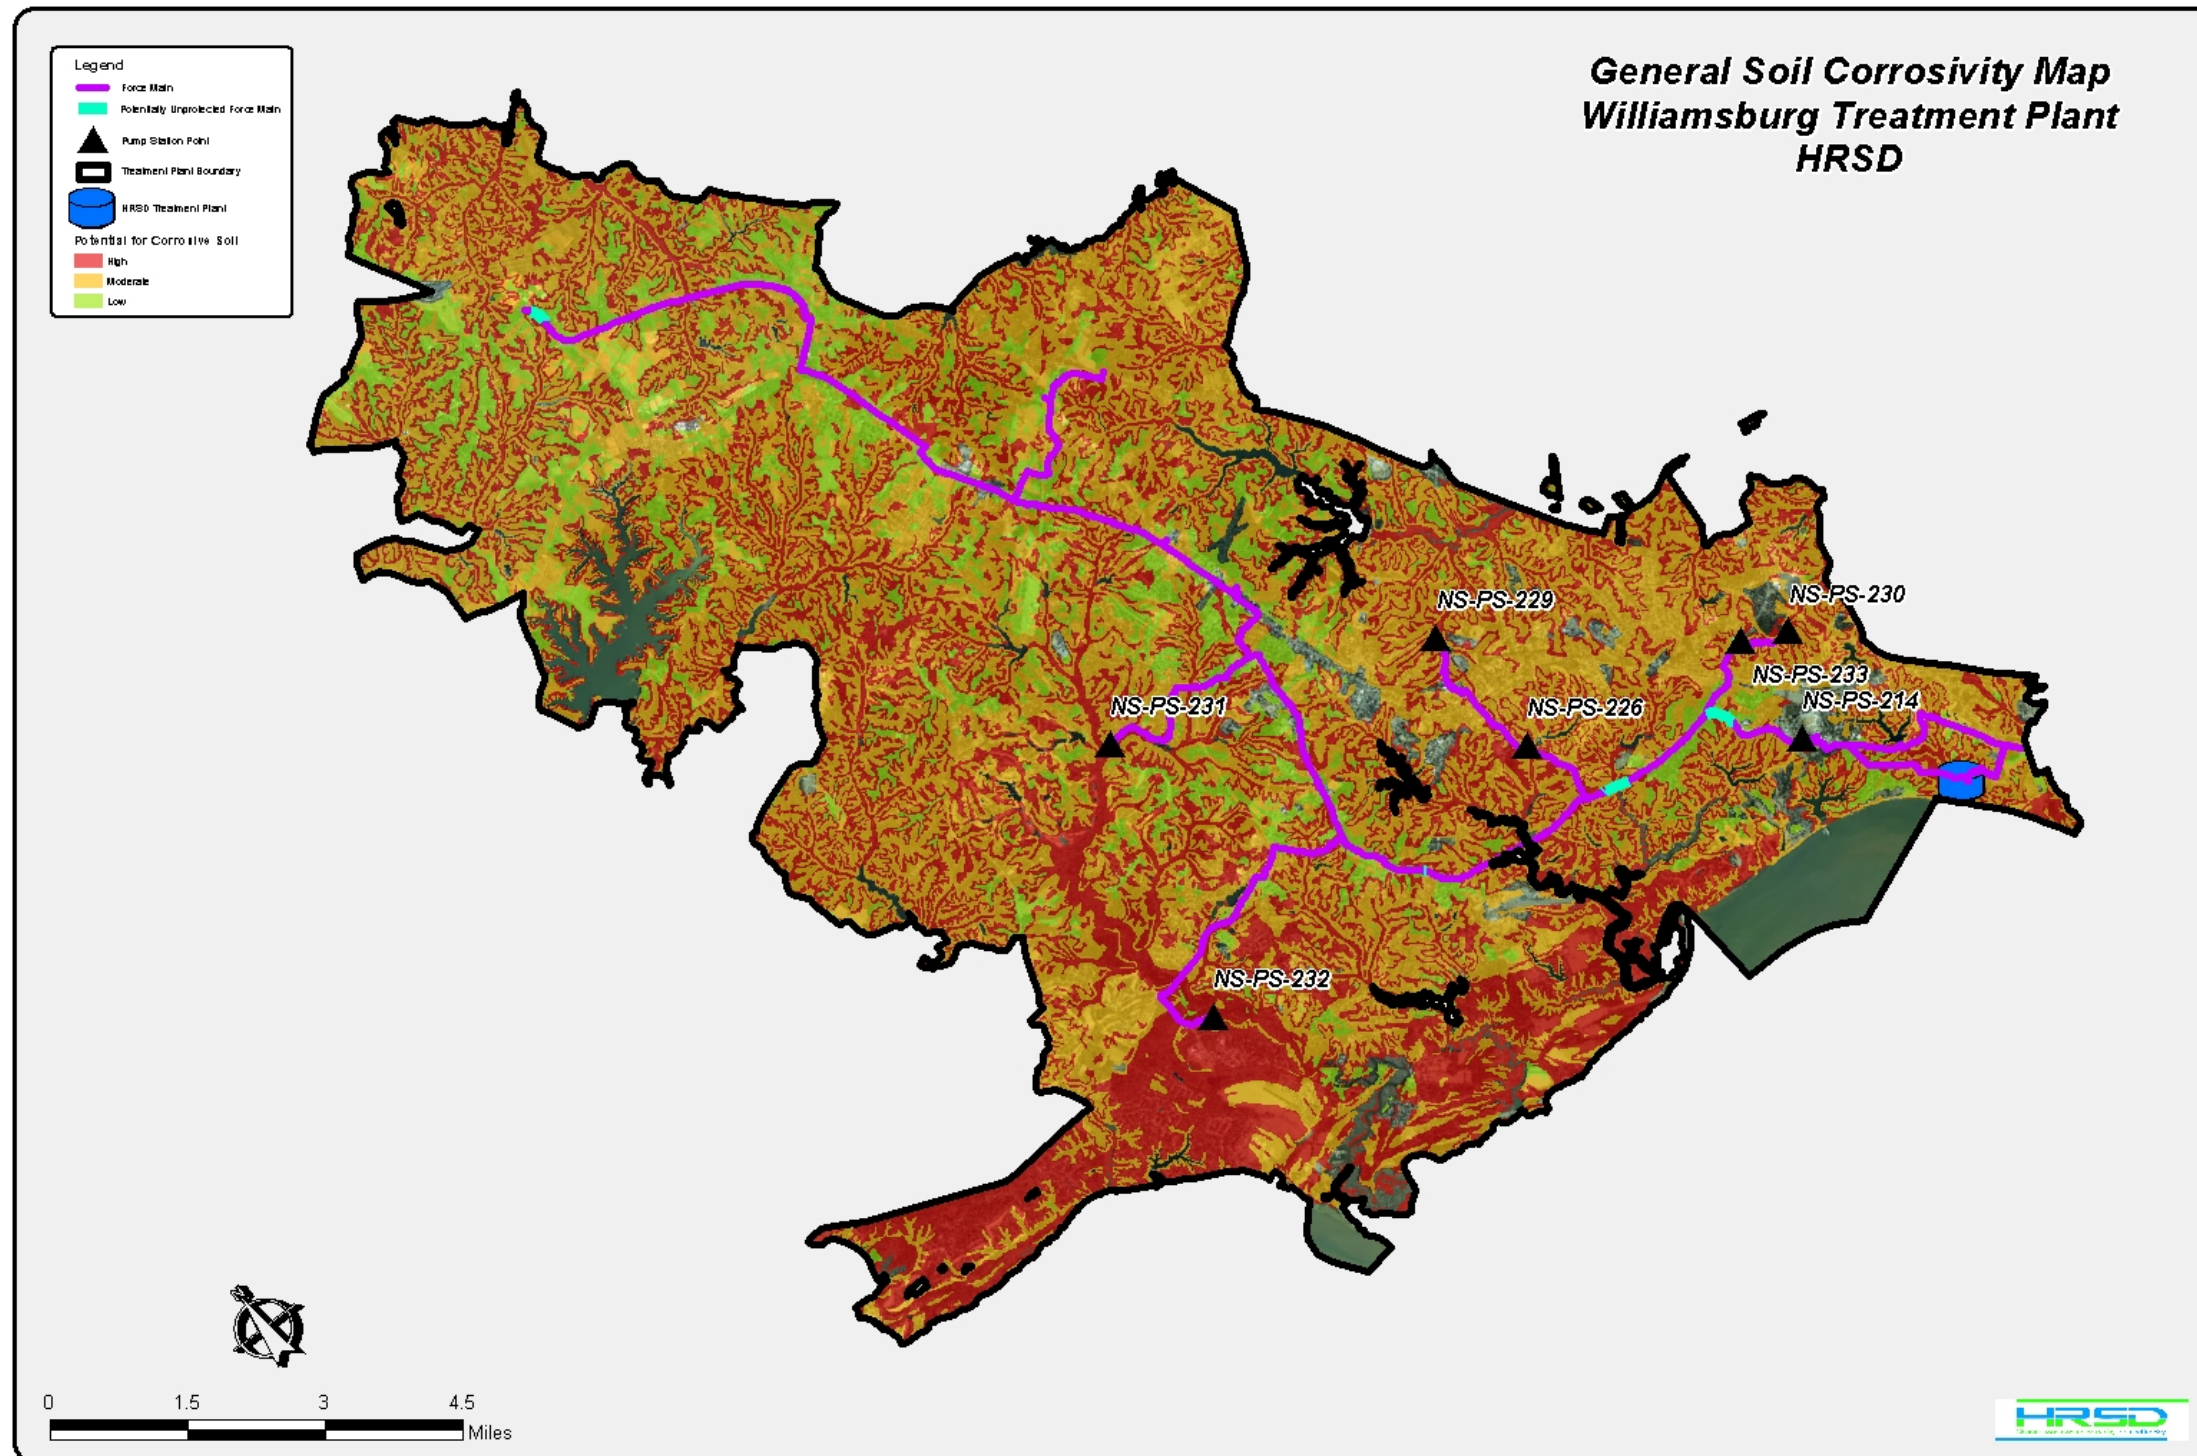 General Soil Corrosivity Map
Williamsburg Treatment Plant
HRSD
Legend
Force Main
Potentially Unprotected Force Main
Pump Station Point
Treatment Plant Boundary
HRSD Treatment Plant
Potential for Corrosive Soil
High
Moderate
Low
NS-PS-229
NS-PS-230
NS-PS-233
NS-PS-214
NS-PS-231
NS-PS-226
NS-PS-232
0 1.5 3 4.5
Miles
HRSD